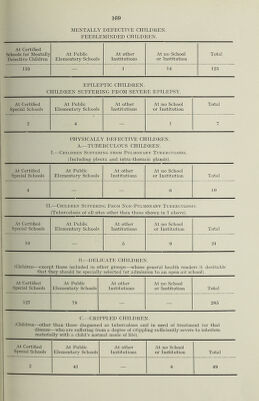 169
MENTALLY DEFECTIVE CHILDREN.
FEEBLEMINDED CHILDREN.
At Certified Schools for Mentally Defective Children
At Public Elementary Schools
At other Institutions
At no School or Institution
Total
—
EPILEPTIC CHILDREN.
CHILDREN SUFFERING FROM SEVERE EPILEPSY.
At Certified Special Schools
At Public Elementary Schools
At other Institutions
At no School or Institution
Total
2
4
—
1
7
PHYSICALLY DEFECTIVE CHILDREN.
A.—TUBERCULOUS CHILDREN.
I.—CHILDREN SUFFERING FROM PULMONARY TUBERCULOSIS.
(Including pleura and intra-thoracic glands).
At Certified Special Schools
At Public Elementary Schools
At other Institutions
At no School or Institution
Total
4
—
—
6
10
II.—CHILDREN SUFFERING FROM NON-PULMONARY TUBERCULOSIS
(Tuberculosis of all sites other than those shown in I above).
At Certified Special Schools
At Public Elementary Schools
At other Institutions
At no School or Institution
Total
—
B.—DELICATE CHILDREN.
(Children—except those included in other groups—whose general health renders it desirable
that they should be specially selected for admission to an open air school).
At Certified Special Schools
At Public Elementary Schools
At other Institutions
At no School or Institution
Total
127
78
—
—
205
C.—CRIPPLED CHILDREN.
(Children—other than those diagnosed as tuberculous and in need of treatment for that
disease—who are suffering from a degree of crippling sufficiently severe to interfere
materially with a child's normal mode of life).
At Certified Special Schools
At Public Elementary Schools
At other Institutions
At no School or Institution
Total
2
—